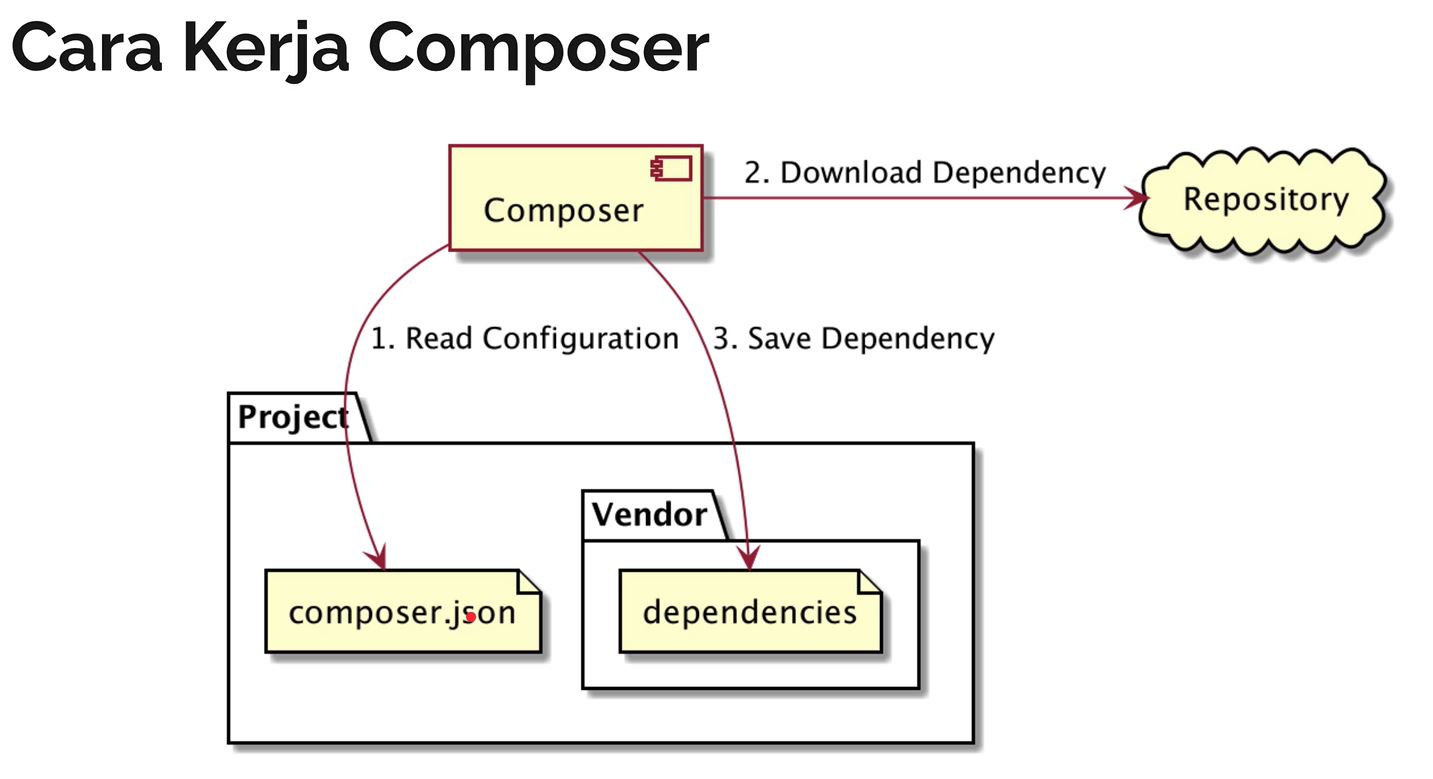 Cara Kerja Composer
2. Download Dependency
Composer
Repository
1. Read Configuration
3. Save Dependency
Project
Vendor
composer.json
dependencies